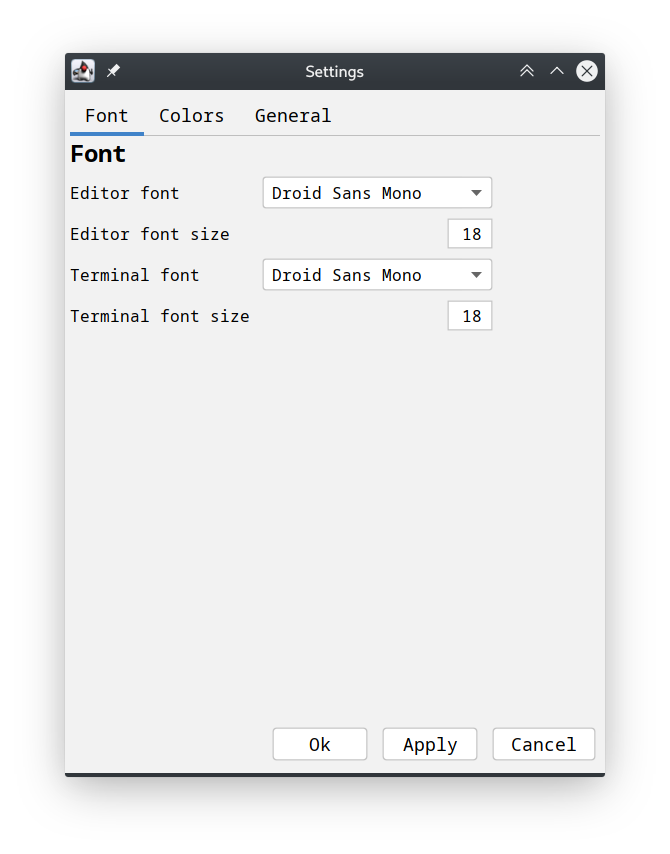 Settings
Font Colors General
Font
Editor font Droid Sans Mono
Editor font size 18
Terminal font Droid Sans Mono
Terminal font size 18
Ok Apply Cancel